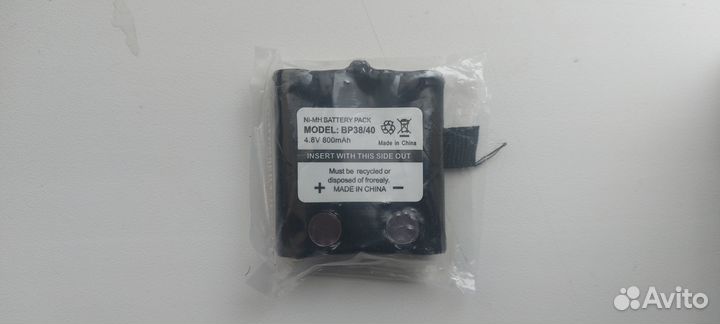 NI-MH BATTERY PACK
MODEL: BP38/40
4.8V 800mAh
Made in China
INSERT WITH THIS SIDE OUT
Must be recycled or
disposed of frorealy.
+ MADE IN CHINA −
Avito